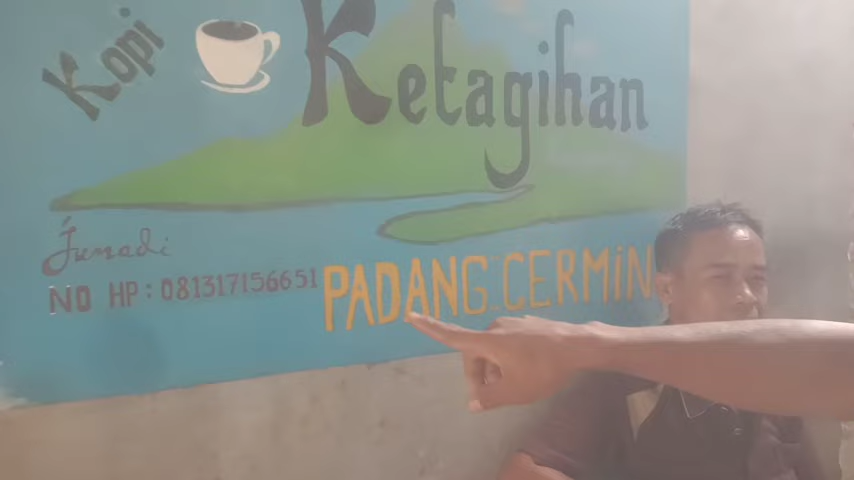 Kopi
Ketagihan
Junadi
NO HP : 081317156651
PADANG CERMIN